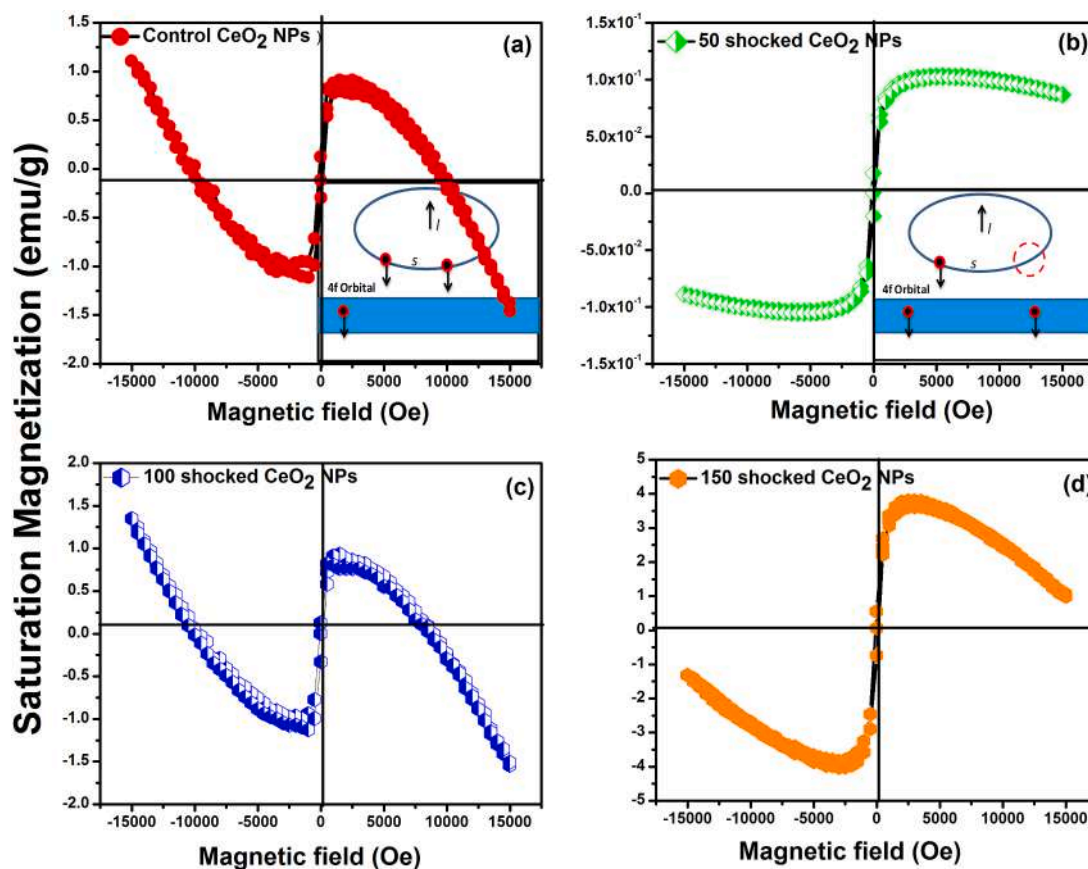 Saturation Magnetization (emu/g)
Control CeO2 NPs )
(a)
1.5
1.0
0.5
0.0
-0.5
-1.0
-1.5
-2.0
l
s
4f Orbital
-15000 -10000 -5000 0 5000 10000 15000
Magnetic field (Oe)
50 shocked CeO2 NPs
(b)
1.5x10-1
1.0x10-1
5.0x10-2
0.0
-5.0x10-2
-1.0x10-1
-1.5x10-1
l
s
4f Orbital
-15000 -10000 -5000 0 5000 10000 15000
Magnetic field (Oe)
100 shocked CeO2 NPs
(c)
2.0
1.5
1.0
0.5
0.0
-0.5
-1.0
-1.5
-2.0
-15000 -10000 -5000 0 5000 10000 15000
Magnetic field (Oe)
150 shocked CeO2 NPs
(d)
5
4
3
2
1
0
-1
-2
-3
-4
-5
-15000 -10000 -5000 0 5000 10000 15000
Magnetic field (Oe)